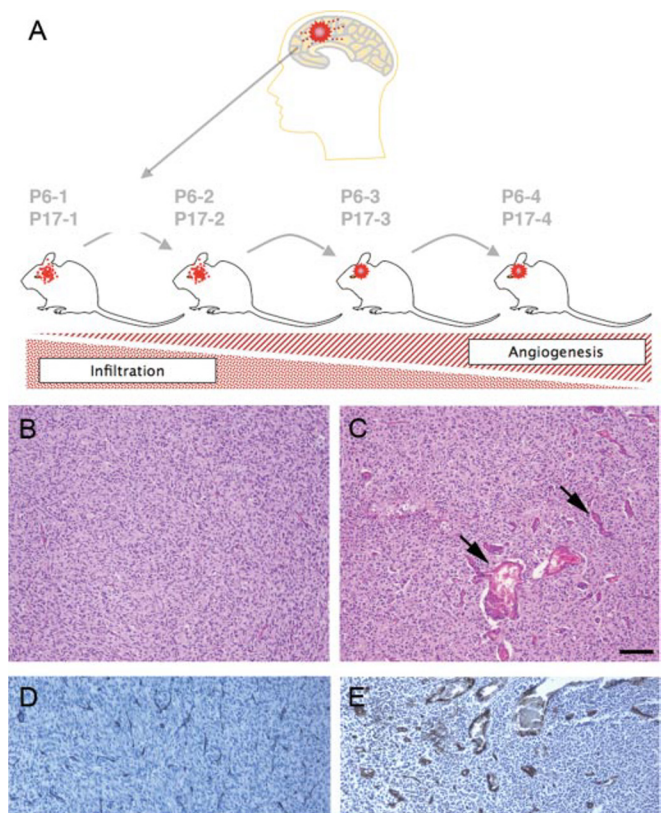 A
P6-1 P6-2 P6-3 P6-4
P17-1 P17-2 P17-3 P17-4
Angiogenesis
Infiltration
B
C
D
E